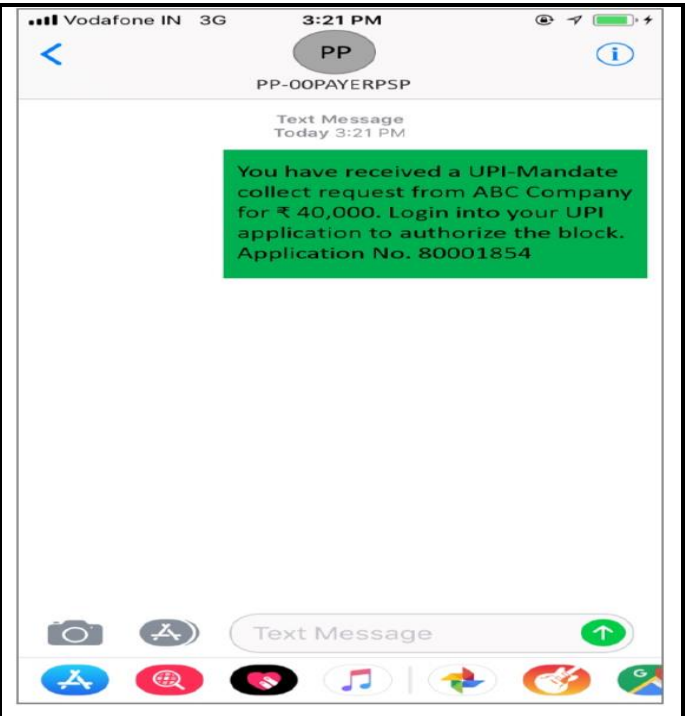 Vodafone IN 3G 3:21 PM
PP
PP-00PAYERPSP
Text Message
Today 3:21 PM
You have received a UPI-Mandate
collect request from ABC Company
for ₹ 40,000. Login into your UPI
application to authorize the block.
Application No. 80001854
Text Message
G